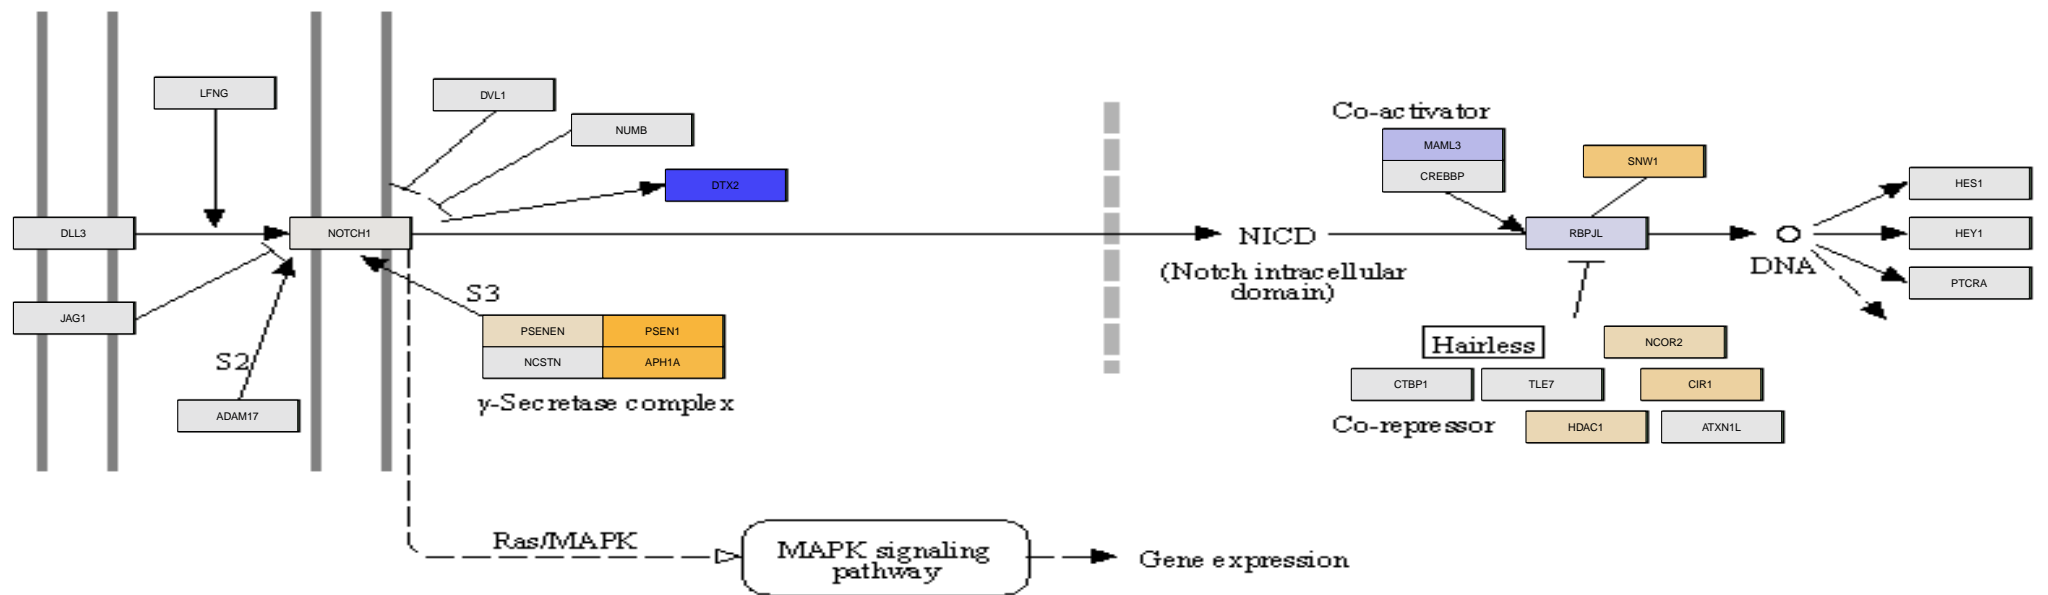 LFNG
DVL1
NUMB
DTX2
DLL3
NOTCH1
JAG1
S2
ADAM17
S3
PSENEN
PSEN1
NCSTN
APH1A
γ-Secretase complex
NICD
(Notch intracellular
domain)
Co-activator
MAML3
CREBBP
SNW1
RBPJL
DNA
HES1
HEY1
PTCRA
Hairless
NCOR2
CTBP1
TLE7
CIR1
Co-repressor
HDAC1
ATXN1L
Ras/MAPK
MAPK signaling
pathway
Gene expression